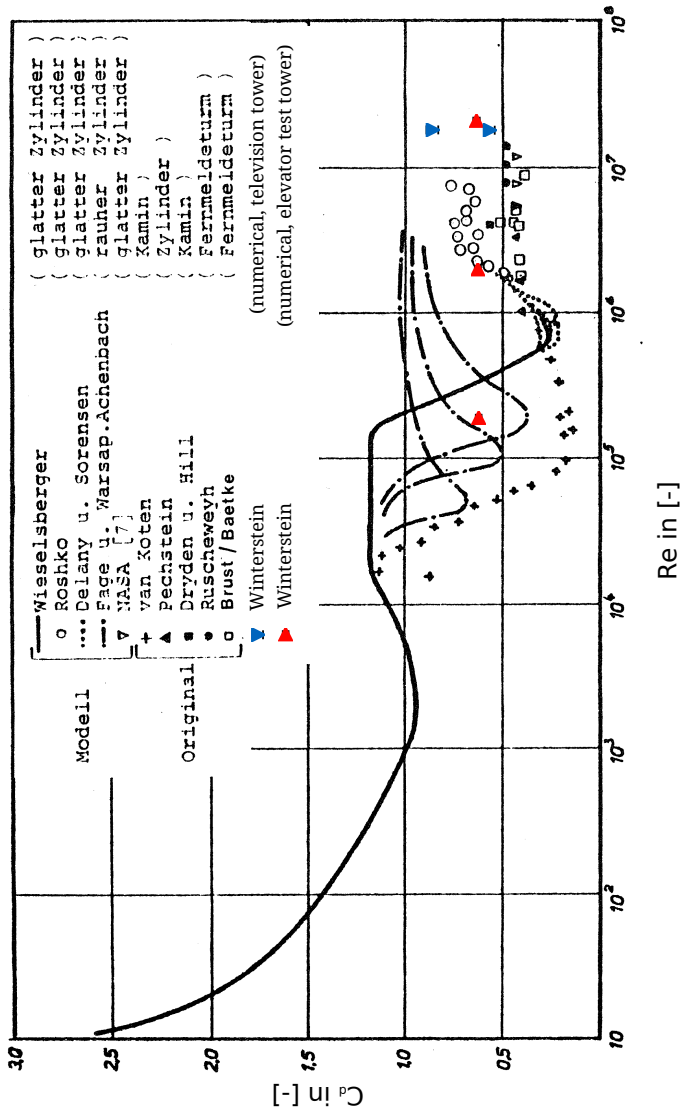 Modell
Original
Wieselsberger ( glatter Zylinder )
Roshko ( glatter Zylinder )
Delany u. Sorensen ( glatter Zylinder )
Fage u. Warsap.Achenbach ( rauher Zylinder )
NASA [7] ( glatter Zylinder )
van Koten ( Kamin )
Pechstein ( Zylinder )
Dryden u. Hill ( Kamin )
Ruscheweyh ( Fernmeldeturm )
Brust / Baetke ( Fernmeldeturm )
Winterstein (numerical, television tower)
Winterstein (numerical, elevator test tower)
3.0
2.5
2.0
1.5
1.0
0.5
C_d in [-]
10
10²
10³
10⁴
10⁵
10⁶
10⁷
10⁸
Re in [-]